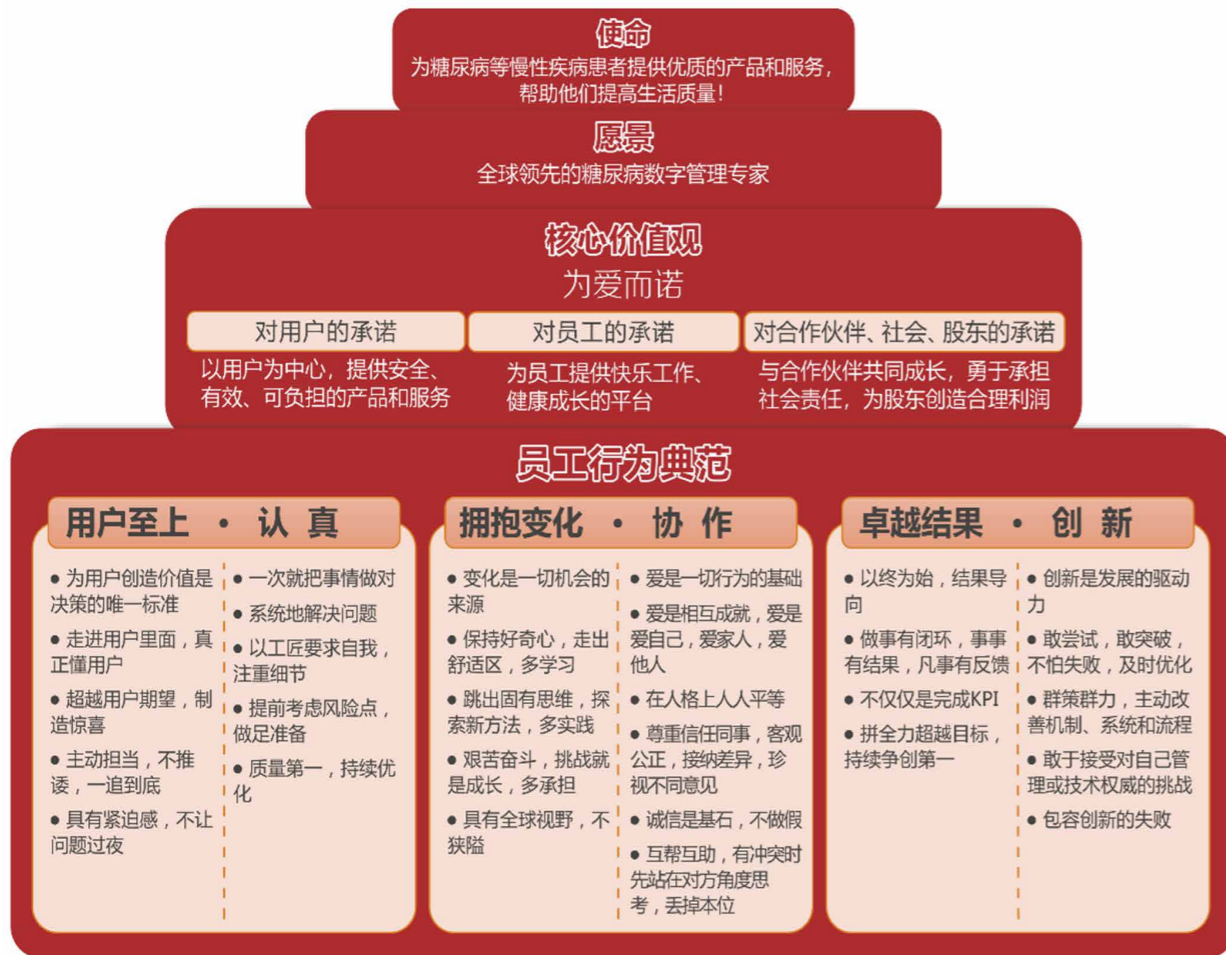 使命
为糖尿病等慢性疾病患者提供优质的产品和服务，
帮助他们提高生活质量！
愿景
全球领先的糖尿病数字管理专家
核心价值观
为爱而诺
对用户的承诺
以用户为中心，提供安全、
有效、可负担的产品和服务
对员工的承诺
为员工提供快乐工作、
健康成长的平台
对合作伙伴、社会、股东的承诺
与合作伙伴共同成长，勇于承担
社会责任，为股东创造合理利润
员工行为典范
用户至上 · 认真
● 为用户创造价值是
决策的唯一标准
● 走进用户里面，真
正懂用户
● 超越用户期望，制
造惊喜
● 主动担当，不推
诿，一追到底
● 具有紧迫感，不让
问题过夜
● 一次就把事情做对
● 系统地解决问题
● 以工匠要求自我，
注重细节
● 提前考虑风险点，
做足准备
● 质量第一，持续优
化
拥抱变化 · 协作
● 变化是一切机会的
来源
● 保持好奇心，走出
舒适区，多学习
● 跳出固有思维，探
索新方法，多实践
● 艰苦奋斗，挑战就
是成长，多承担
● 具有全球视野，不
狭隘
● 爱是一切行为的基础
● 爱是相互成就，爱是
爱自己，爱家人，爱
他人
● 在人格上人人平等
● 尊重信任同事，客观
公正，接纳差异，珍
视不同意见
● 诚信是基石，不做假
● 互帮互助，有冲突时
先站在对方角度思
考，丢掉本位
卓越结果 · 创新
● 以终为始，结果导
向
● 做事有闭环，事事
有结果，凡事有反馈
● 不仅仅是完成KPI
● 拼全力超越目标，
持续争创第一
● 创新是发展的驱动
力
● 敢尝试，敢突破，
不怕失败，及时优化
● 群策群力，主动改
善机制、系统和流程
● 敢于接受对自己管
理或技术权威的挑战
● 包容创新的失败